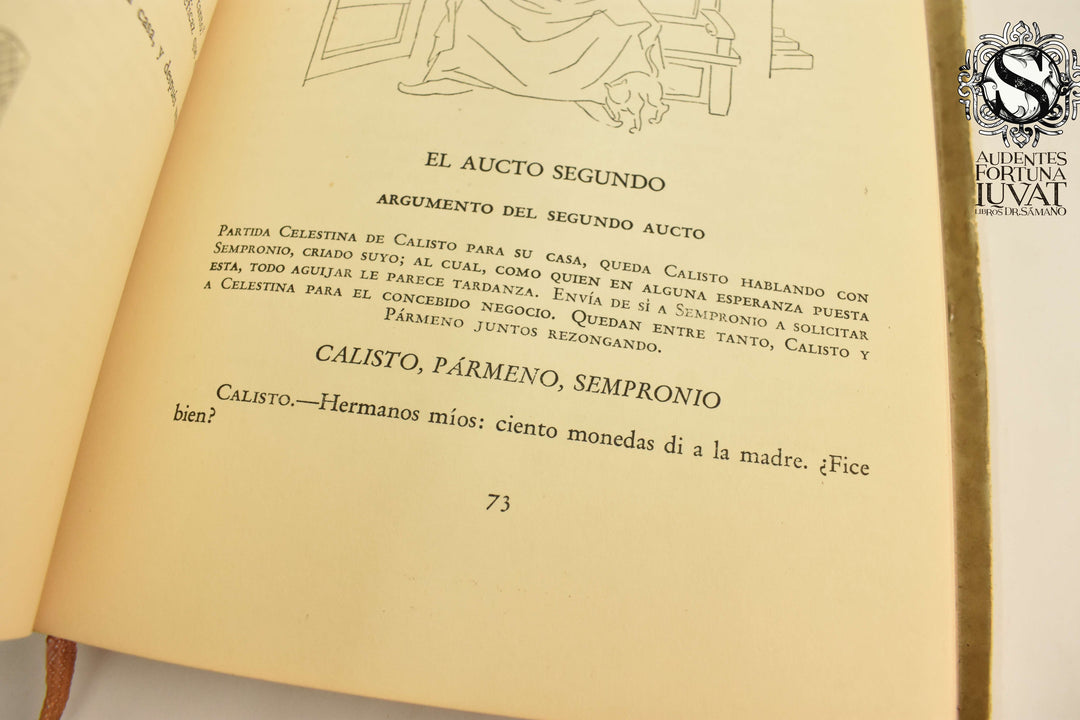 casa, y despué
EL AUCTO SEGUNDO
ARGUMENTO DEL SEGUNDO AUCTO
PARTIDA CELESTINA DE CALISTO PARA SU CASA, QUEDA CALISTO HABLANDO CON
SEMPRONIO, CRIADO SUYO; AL CUAL, COMO QUIEN EN ALGUNA ESPERANZA PUESTA
ESTA, TODO AGUIJAR LE PARECE TARDANZA. ENVÍA DE SÍ A SEMPRONIO A SOLICITAR
A CELESTINA PARA EL CONCEBIDO NEGOCIO. QUEDAN ENTRE TANTO, CALISTO Y
PÁRMENO JUNTOS REZONGANDO.
CALISTO, PÁRMENO, SEMPRONIO
CALISTO.—Hermanos míos: ciento monedas di a la madre. ¿Fice
bien?
73
S
AUDENTES
FORTUNA
IUVAT
LIBROS DR. SÁMANO